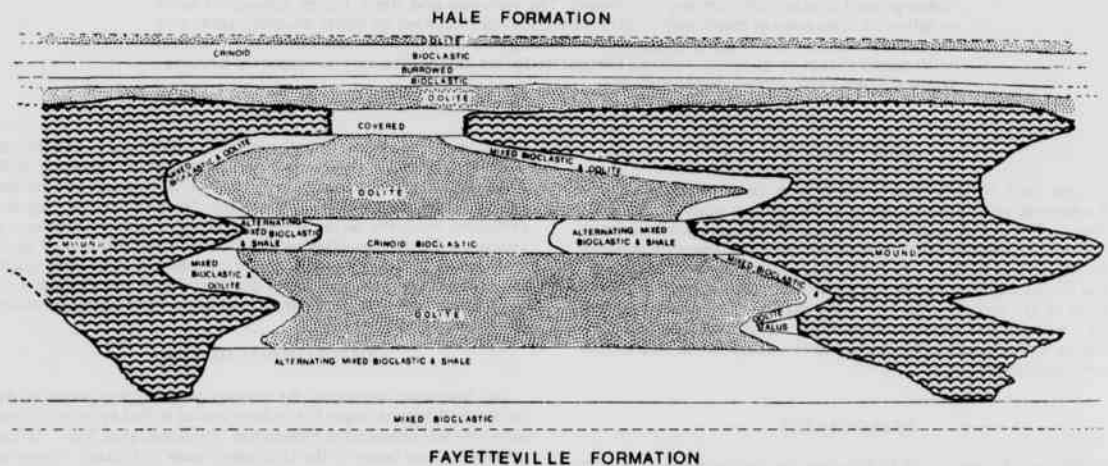 HALE FORMATION
OOLITE
CRINOID BIOCLASTIC
BURROWED
BIOCLASTIC
OOLITE
COVERED
MIXED
BIOCLASTIC & OOLITE
MIXED BIOCLASTIC
& OOLITE
OOLITE
ALTERNATING
MIXED
BIOCLASTIC
& SHALE
CRINOID BIOCLASTIC
ALTERNATING MIXED
BIOCLASTIC & SHALE
MOUND
MOUND
MIXED
BIOCLASTIC &
OOLITE
MIXED BIOCLASTIC &
OOLITE
OOLITE
TALUS
ALTERNATING MIXED BIOCLASTIC & SHALE
MIXED BIOCLASTIC
FAYETTEVILLE FORMATION